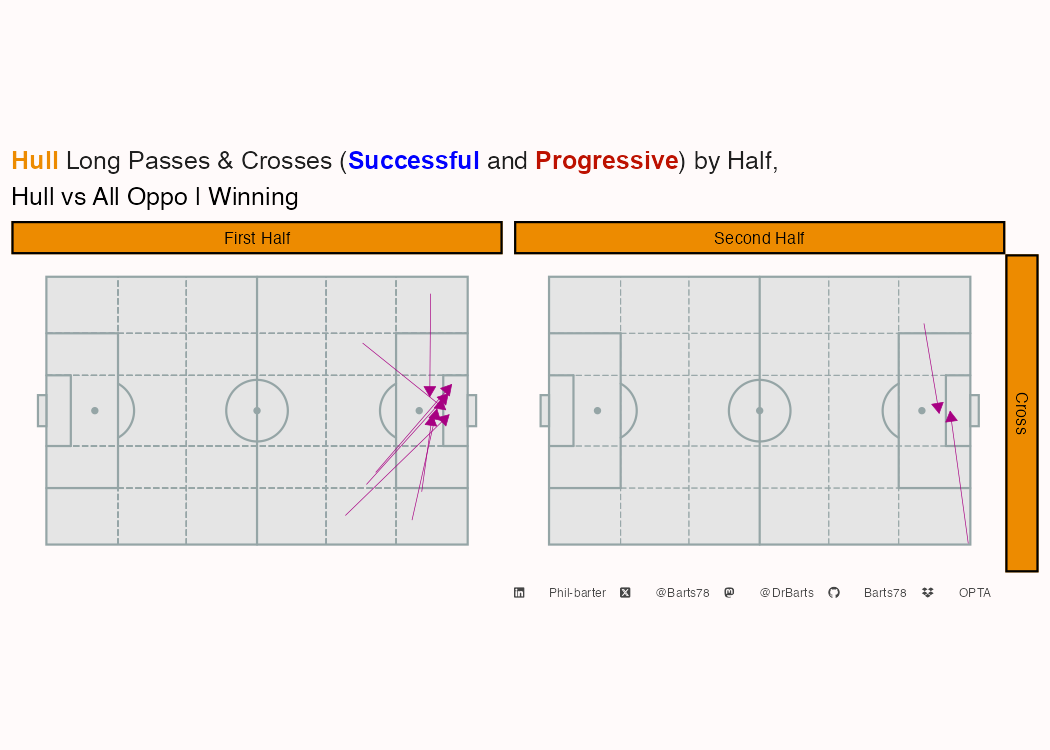 Hull Long Passes & Crosses (Successful and Progressive) by Half,
Hull vs All Oppo | Winning
First Half
Second Half
Cross
Phil-barter @Barts78 @DrBarts Barts78 OPTA